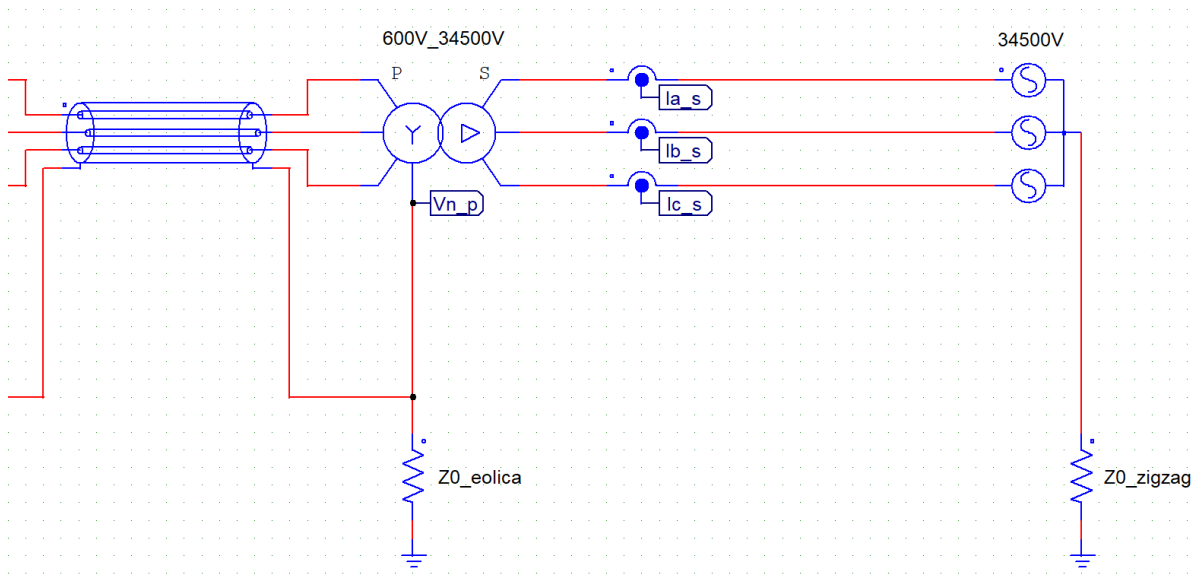 600V_34500V
34500V
P
S
Ia_s
Ib_s
Ic_s
Vn_p
Z0_eolica
Z0_zigzag